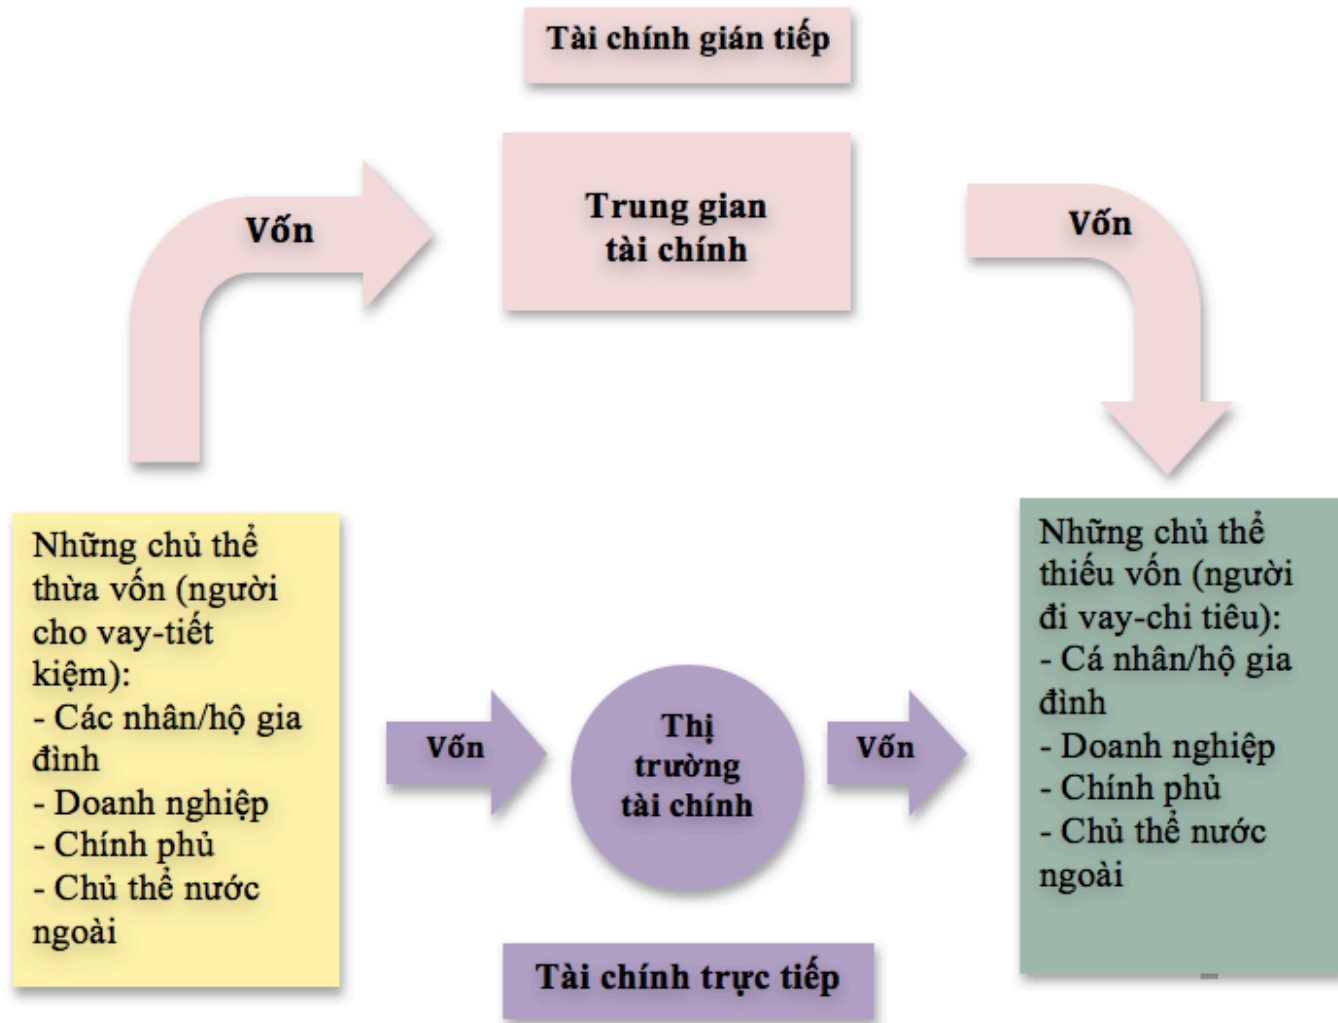 Tài chính gián tiếp
Vốn
Trung gian
tài chính
Vốn
Những chủ thể
thừa vốn (người
cho vay-tiết
kiệm):
- Các nhân/hộ gia
đình
- Doanh nghiệp
- Chính phủ
- Chủ thể nước
ngoài
Vốn
Thị
trường
tài chính
Vốn
Những chủ thể
thiếu vốn (người
đi vay-chi tiêu):
- Cá nhân/hộ gia
đình
- Doanh nghiệp
- Chính phủ
- Chủ thể nước
ngoài
Tài chính trực tiếp